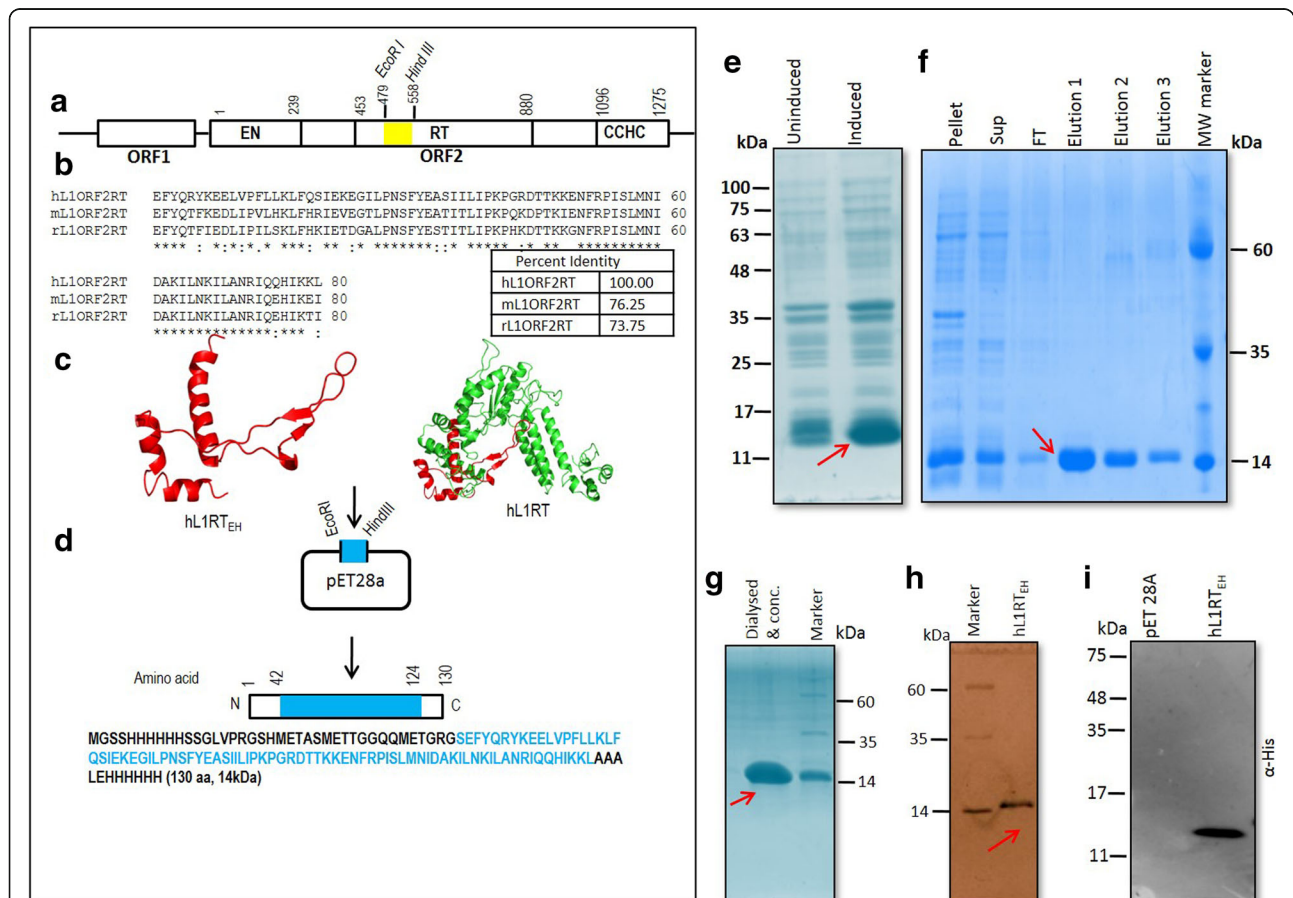 a
EcoR I
Hind III
1
239
453
479
558
880
1096
1275
EN
RT
CCHC
ORF1
ORF2
b
hL1ORF2RT EFYQRYKEELVPFLLKLFQSIEKEGILPNSFYEASIILIPKPGRDTTKKENFRPISLMNI 60
mL1ORF2RT EFYQTFKEDLIPVLHKLFHRIEVEGTLPNSFYEATITLIPKPQKDPTKIENFRPISLMNI 60
rL1ORF2RT EFYQTFIEDLIPILSKLFHKIETDGALPNSFYESTITLIPKPHKDTTKKGNFRPISLMNI 60
hL1ORF2RT DAKILNKILANRIQQHIKKL 80
mL1ORF2RT DAKILNKILANRIQEHIKEI 80
rL1ORF2RT DAKILNKILANRIQEHIKTI 80
**************:*** :
Percent Identity
hL1ORF2RT 100.00
mL1ORF2RT 76.25
rL1ORF2RT 73.75
c
hL1RTEH
hL1RT
d
EcoRI
HindIII
pET28a
Amino acid
1
42
124
130
N
C
MGSSHHHHHHSSGLVPRGSHMETASMETTGGQQMETGRGSEFYQRYKEELVPFLLKLF
QSIEKEGILPNSFYEASIILIPKPGRDTTKKENFRPISLMNIDAKILNKILANRIQQHIKKLAAA
LEHHHHHH (130 aa, 14kDa)
e
Uninduced
Induced
kDa
100
75
63
48
35
25
17
11
f
Pellet
Sup
FT
Elution 1
Elution 2
Elution 3
MW marker
kDa
60
35
14
g
Dialysed
& conc.
Marker
kDa
60
35
14
h
Marker
hL1RTEH
kDa
60
35
14
i
pET 28A
hL1RTEH
kDa
75
48
35
17
11
α-His